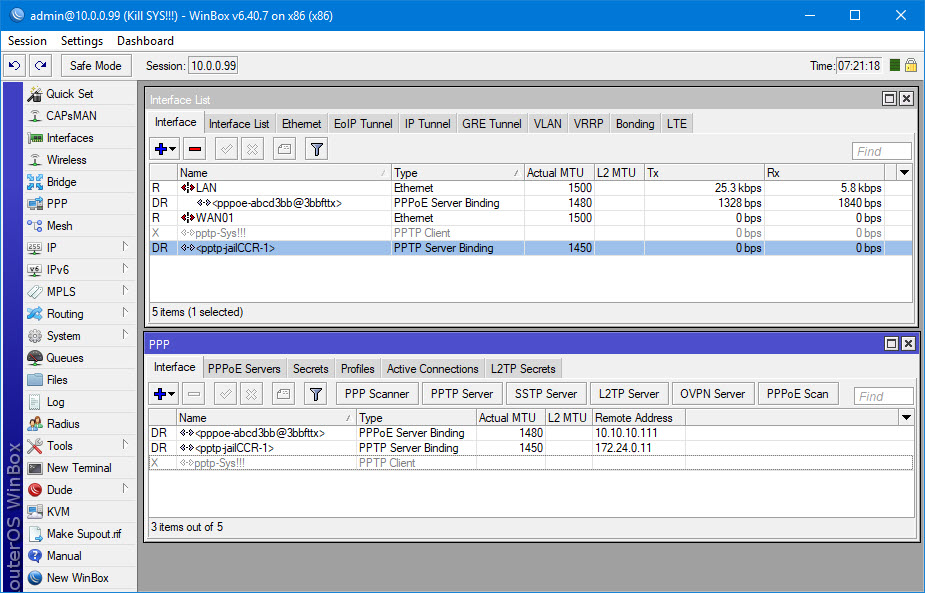 admin@10.0.0.99 (Kill SYS!!!) - WinBox v6.40.7 on x86 (x86)
Session Settings Dashboard
Safe Mode Session: 10.0.0.99 Time: 07:21:18
Quick Set
CAPsMAN
Interfaces
Wireless
Bridge
PPP
Mesh
IP
IPv6
MPLS
Routing
System
Queues
Files
Log
Radius
Tools
New Terminal
Dude
KVM
Make Supout.rif
Manual
New WinBox
outerOS WinBox
Interface List
Interface Interface List Ethernet EoIP Tunnel IP Tunnel GRE Tunnel VLAN VRRP Bonding LTE
Find
Name Type Actual MTU L2 MTU Tx Rx
R LAN Ethernet 1500 25.3 kbps 5.8 kbps
DR <pppoe-abcd3bb@3bbfttx> PPPoE Server Binding 1480 1328 bps 1840 bps
R WAN01 Ethernet 1500 0 bps 0 bps
X pptp-Sys!!! PPTP Client 0 bps 0 bps
DR <pptp-jailCCR-1> PPTP Server Binding 1450 0 bps 0 bps
5 items (1 selected)
PPP
Interface PPPoE Servers Secrets Profiles Active Connections L2TP Secrets
PPP Scanner PPTP Server SSTP Server L2TP Server OVPN Server PPPoE Scan Find
Name Type Actual MTU L2 MTU Remote Address
DR <pppoe-abcd3bb@3bbfttx> PPPoE Server Binding 1480 10.10.10.111
DR <pptp-jailCCR-1> PPTP Server Binding 1450 172.24.0.11
X pptp-Sys!!! PPTP Client
3 items out of 5